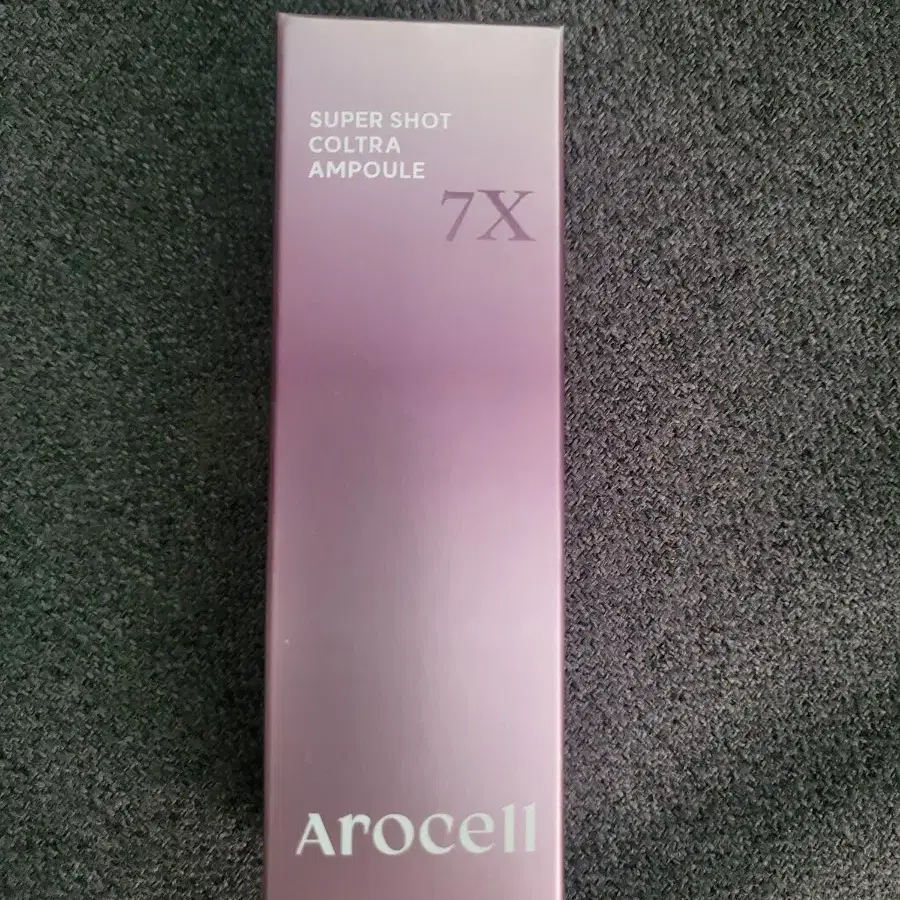 SUPER SHOT
COLTRA
AMPOULE
7X
Arocell